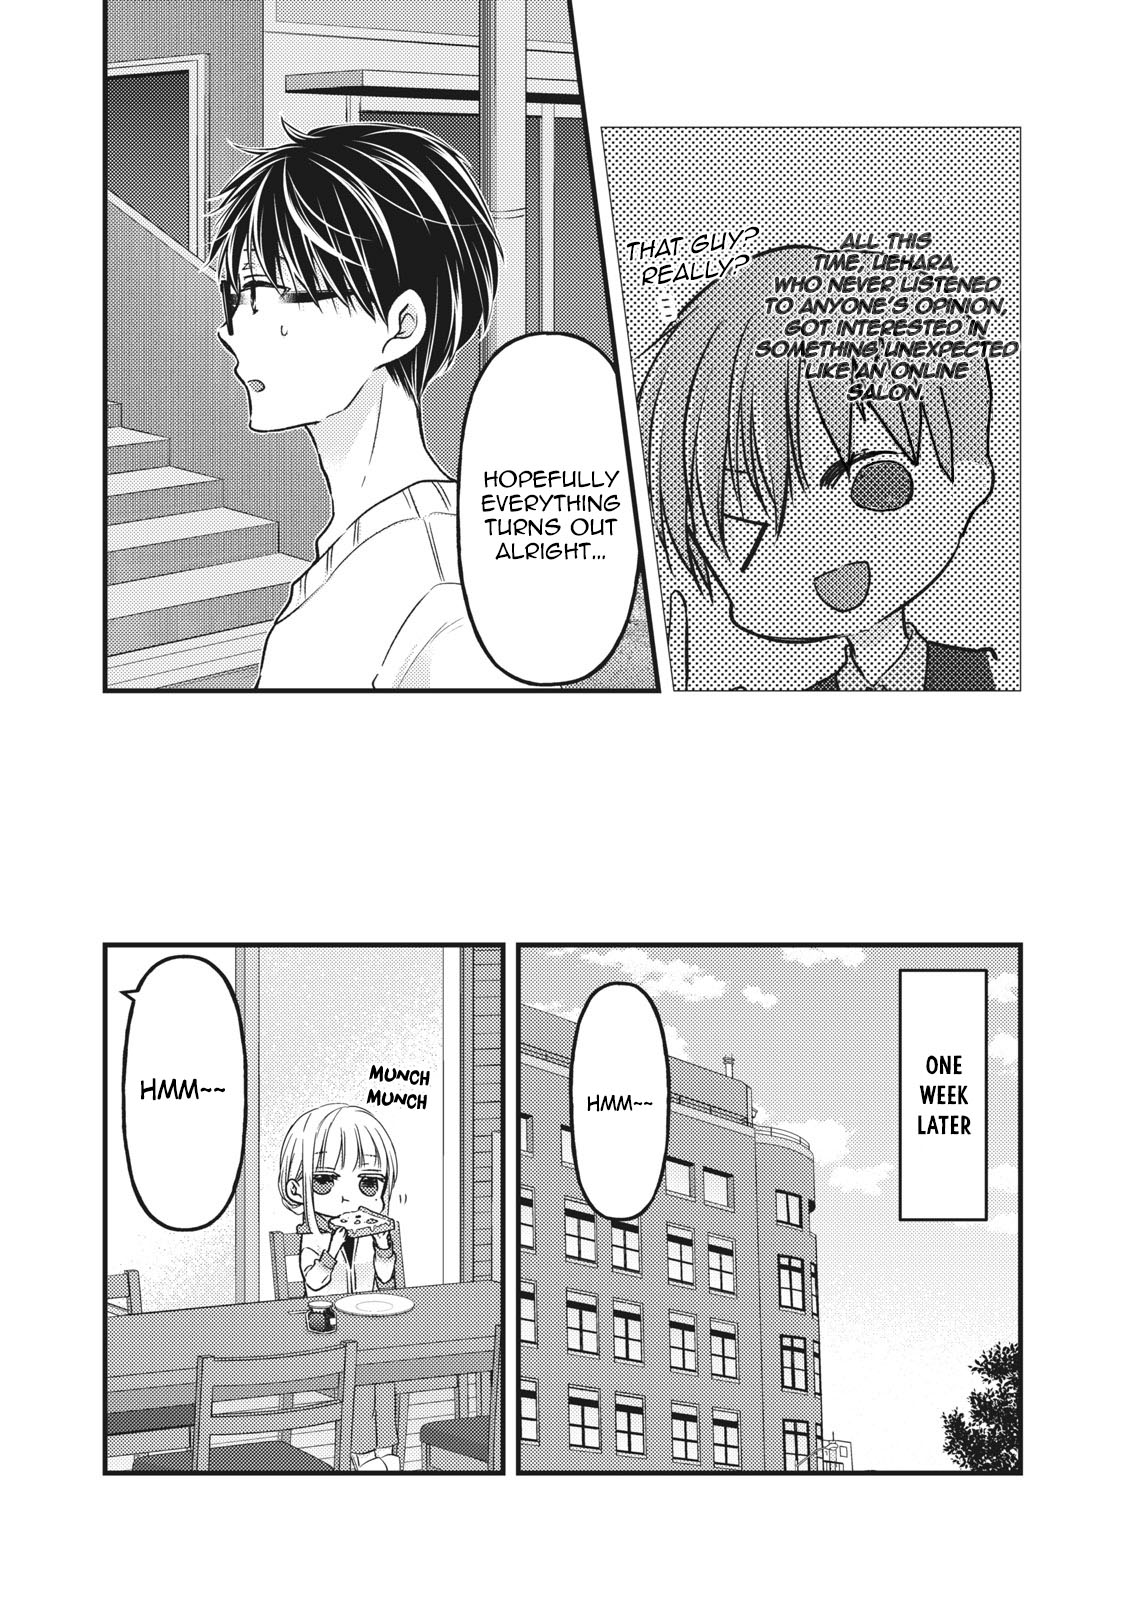 ALL THIS
TIME, UEHARA,
WHO NEVER LISTENED
TO ANYONE'S OPINION,
GOT INTERESTED IN
SOMETHING UNEXPECTED
LIKE AN ONLINE
SALON.
THAT GUY?
REALLY?
HOPEFULLY
EVERYTHING
TURNS OUT
ALRIGHT...
ONE
WEEK
LATER
HMM~~
MUNCH
MUNCH
HMM~~